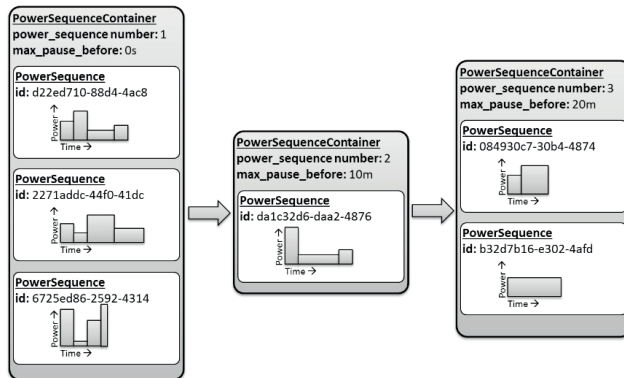 PowerSequenceContainer
power_sequence number: 1
max_pause_before: 0s
PowerSequence
id: d22ed710-88d4-4ac8
Power →
Time →
PowerSequence
id: 2271addc-44f0-41dc
Power →
Time →
PowerSequence
id: 6725ed86-2592-4314
Power →
Time →
PowerSequenceContainer
power_sequence number: 2
max_pause_before: 10m
PowerSequence
id: da1c32d6-daa2-4876
Power →
Time →
PowerSequenceContainer
power_sequence number: 3
max_pause_before: 20m
PowerSequence
id: 084930c7-30b4-4874
Power →
Time →
PowerSequence
id: b32d7b16-e302-4afd
Power →
Time →